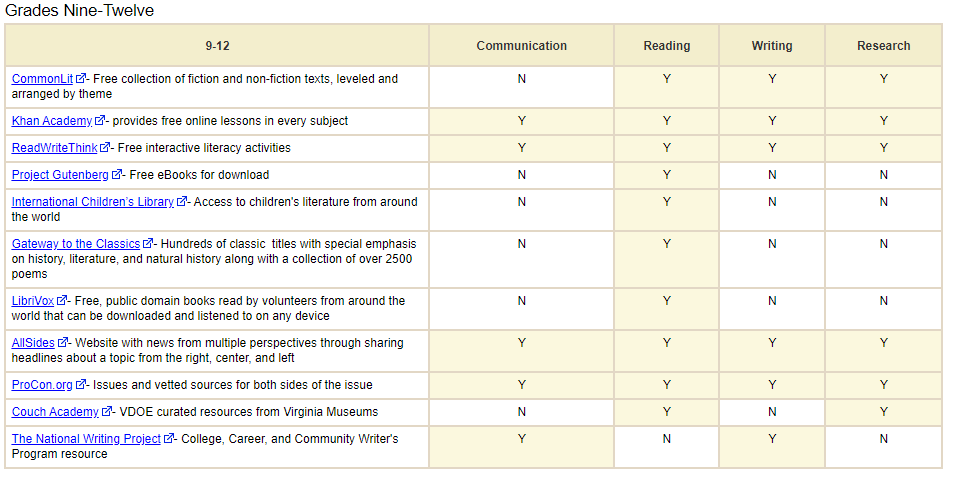 Grades Nine-Twelve
9-12 Communication Reading Writing Research
CommonLit - Free collection of fiction and non-fiction texts, leveled and N Y Y Y
arranged by theme
Khan Academy - provides free online lessons in every subject Y Y Y Y
ReadWriteThink - Free interactive literacy activities Y Y Y Y
Project Gutenberg - Free eBooks for download N Y N N
International Children's Library - Access to children's literature from around N Y N N
the world
Gateway to the Classics - Hundreds of classic titles with special emphasis N Y N N
on history, literature, and natural history along with a collection of over 2500
poems
LibriVox - Free, public domain books read by volunteers from around the N Y N N
world that can be downloaded and listened to on any device
AllSides - Website with news from multiple perspectives through sharing Y Y Y Y
headlines about a topic from the right, center, and left
ProCon.org - Issues and vetted sources for both sides of the issue Y Y Y Y
Couch Academy - VDOE curated resources from Virginia Museums N Y N Y
The National Writing Project - College, Career, and Community Writer's Y N Y N
Program resource